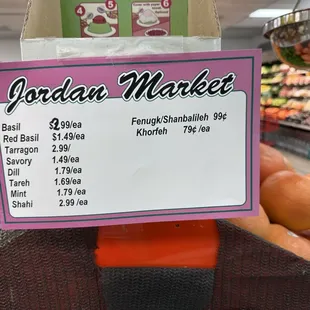 Jordan Market
Basil $2.99/ea
Red Basil $1.49/ea
Tarragon 2.99/
Savory 1.49/ea
Dill 1.79/ea
Tareh 1.69/ea
Mint 1.79/ea
Shahi 2.99 /ea
Fenugk/Shanbalileh 99¢
Khorfeh 79¢ /ea